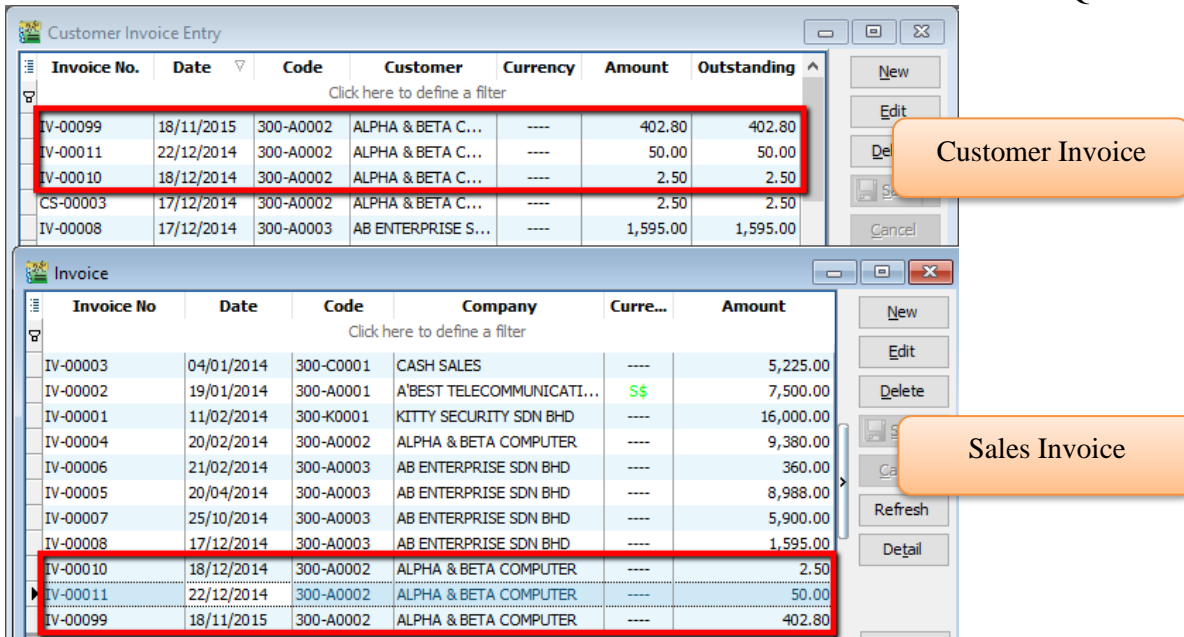 Customer Invoice Entry
Invoice No. Date Code Customer Currency Amount Outstanding
Click here to define a filter
IV-00099 18/11/2015 300-A0002 ALPHA & BETA C... ---- 402.80 402.80
IV-00011 22/12/2014 300-A0002 ALPHA & BETA C... ---- 50.00 50.00
IV-00010 18/12/2014 300-A0002 ALPHA & BETA C... ---- 2.50 2.50
CS-00003 17/12/2014 300-A0002 ALPHA & BETA C... ---- 2.50 2.50
IV-00008 17/12/2014 300-A0003 AB ENTERPRISE S... ---- 1,595.00 1,595.00
New
Edit
Cancel
Customer Invoice
Invoice
Invoice No Date Code Company Curre... Amount
Click here to define a filter
IV-00003 04/01/2014 300-C0001 CASH SALES ---- 5,225.00
IV-00002 19/01/2014 300-A0001 A'BEST TELECOMMUNICATI... S$ 7,500.00
IV-00001 11/02/2014 300-K0001 KITTY SECURITY SDN BHD ---- 16,000.00
IV-00004 20/02/2014 300-A0002 ALPHA & BETA COMPUTER ---- 9,380.00
IV-00006 21/02/2014 300-A0003 AB ENTERPRISE SDN BHD ---- 360.00
IV-00005 20/04/2014 300-A0003 AB ENTERPRISE SDN BHD ---- 8,988.00
IV-00007 25/10/2014 300-A0003 AB ENTERPRISE SDN BHD ---- 5,900.00
IV-00008 17/12/2014 300-A0003 AB ENTERPRISE SDN BHD ---- 1,595.00
IV-00010 18/12/2014 300-A0002 ALPHA & BETA COMPUTER ---- 2.50
IV-00011 22/12/2014 300-A0002 ALPHA & BETA COMPUTER ---- 50.00
IV-00099 18/11/2015 300-A0002 ALPHA & BETA COMPUTER ---- 402.80
New
Edit
Delete
Refresh
Detail
Sales Invoice